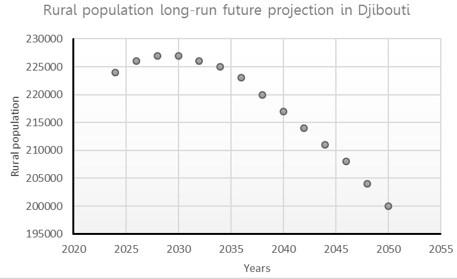 Rural population long-run future projection in Djibouti
230000
225000
220000
215000
210000
205000
200000
195000
Rural population
2020 2025 2030 2035 2040 2045 2050 2055
Years